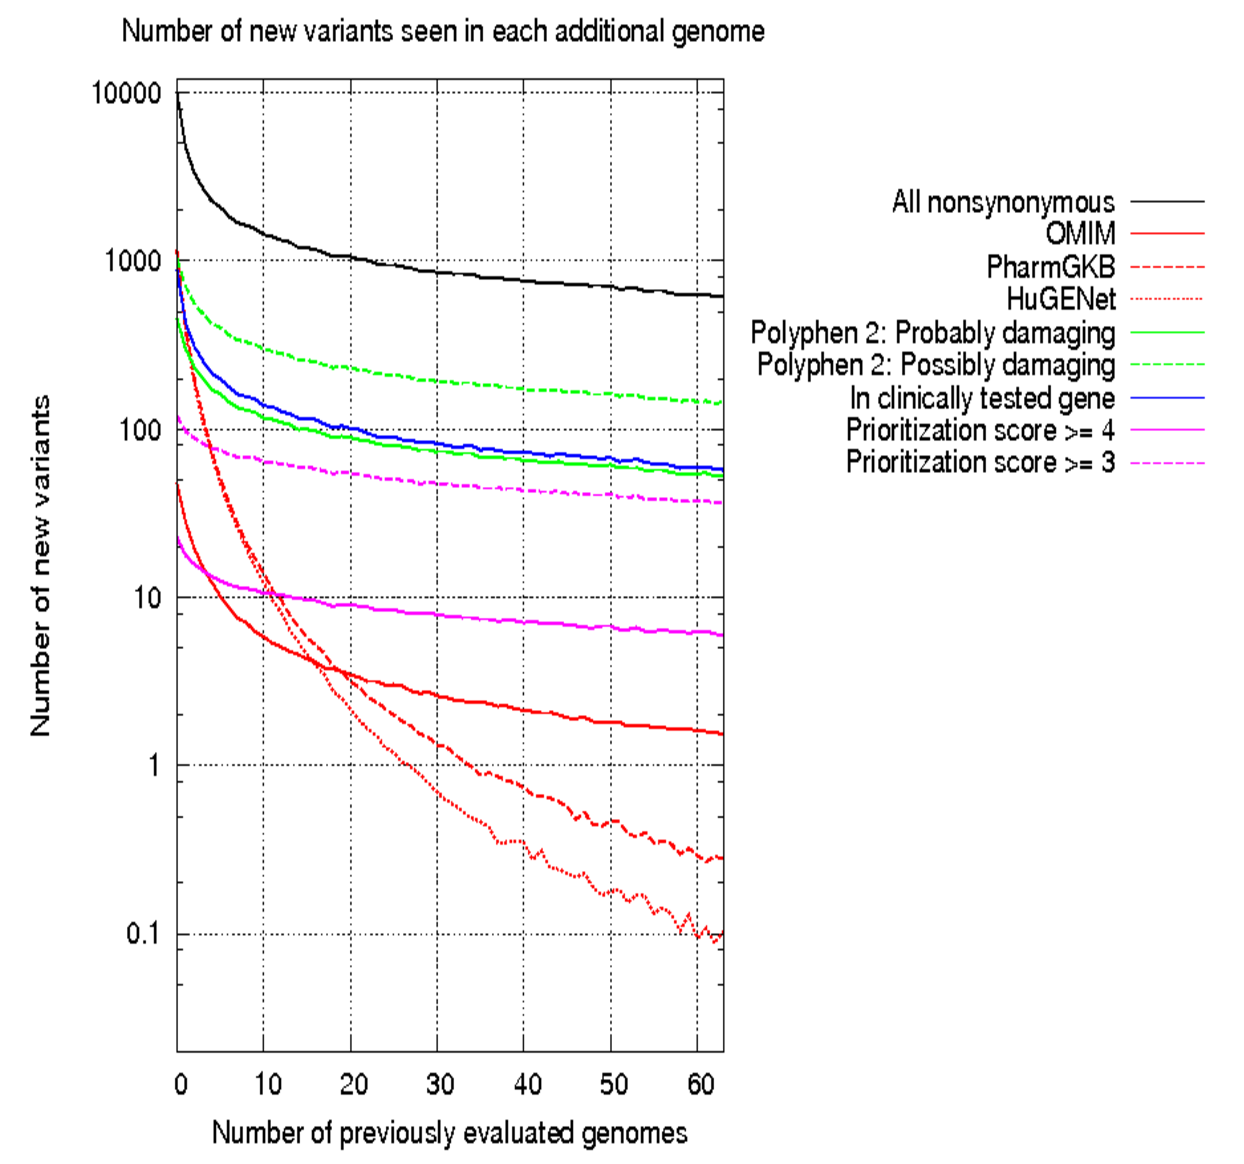 Number of new variants seen in each additional genome
10000
1000
100
10
1
0.1
Number of new variants
0 10 20 30 40 50 60
Number of previously evaluated genomes
All nonsynonymous
OMIM
PharmGKB
HuGENet
Polyphen 2: Probably damaging
Polyphen 2: Possibly damaging
In clinically tested gene
Prioritization score >= 4
Prioritization score >= 3